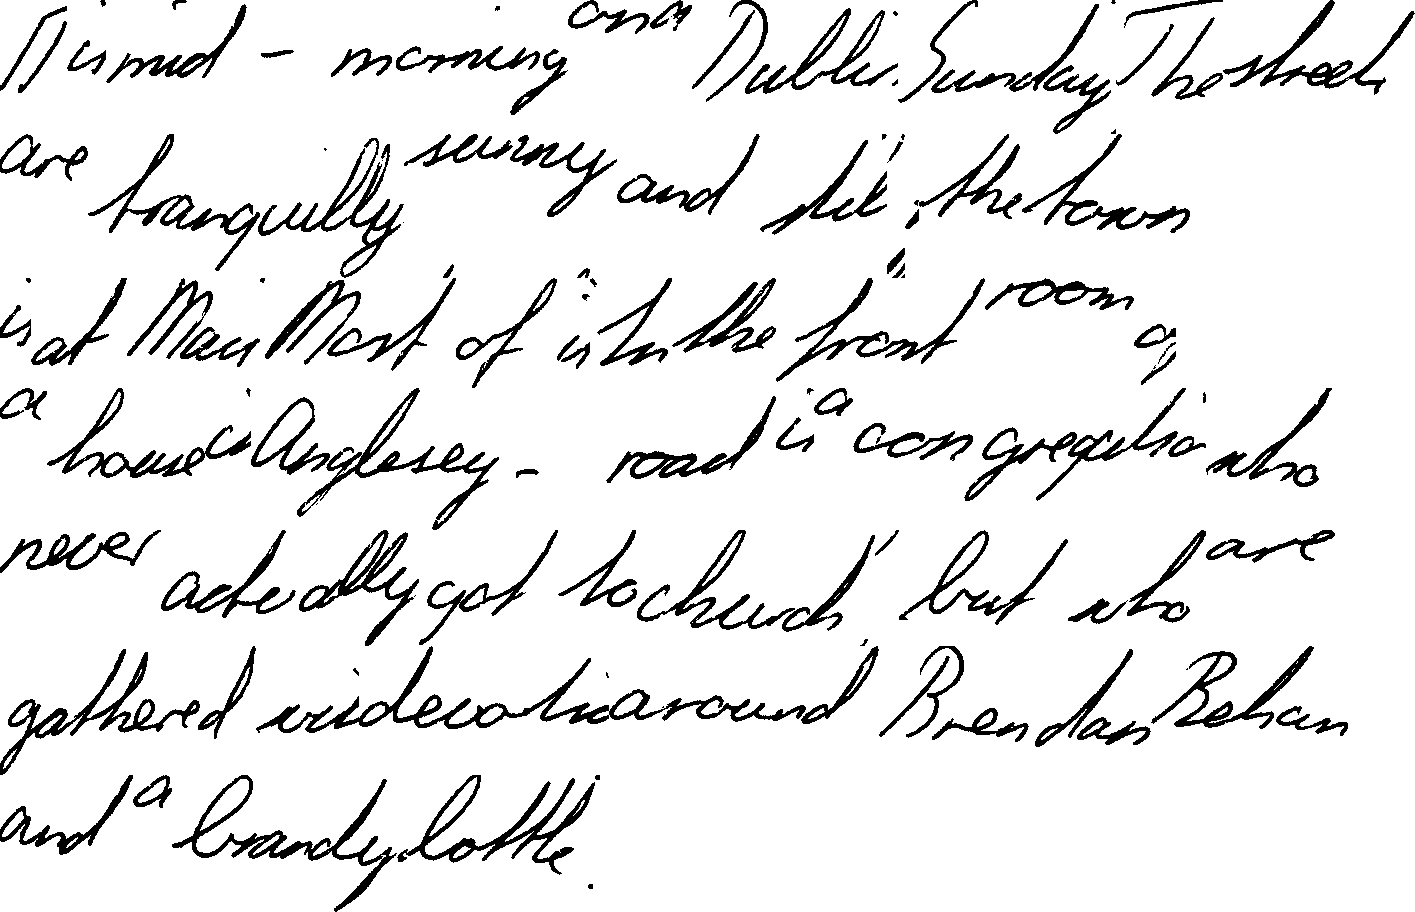 It is mid - morning on a Dublin Sunday. The streets
are tranquilly sunny and still ; the town
is at Mass. Most of it. In the front room of
a house in Anglesey - road is a congregation who
never actually got to church, but who are
gathered in devotion around Brendan Behan
and a brandy bottle.